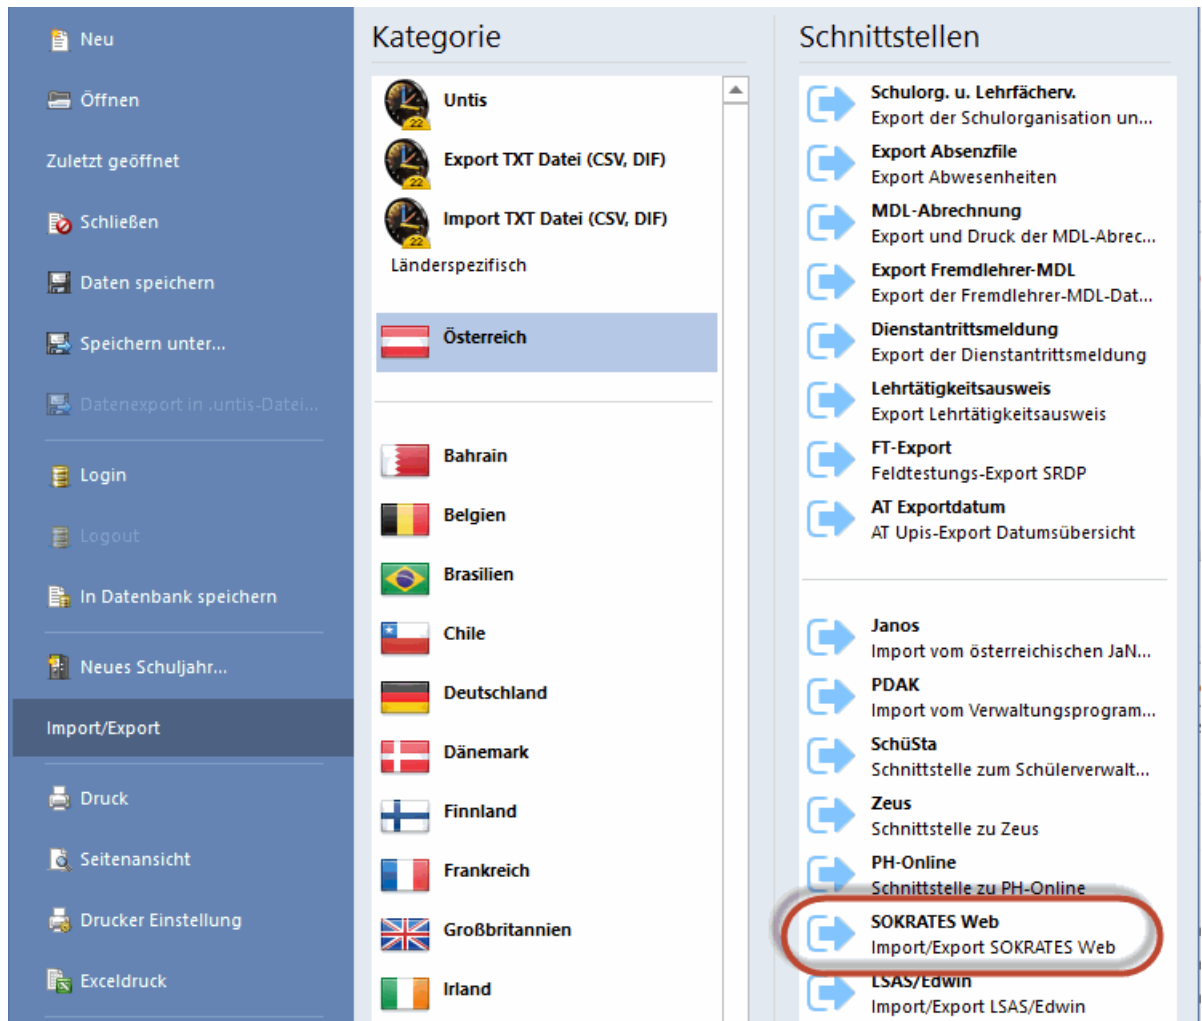 Neu
Öffnen
Zuletzt geöffnet
Schließen
Daten speichern
Speichern unter...
Datenexport in .untis-Datei...
Login
Logout
In Datenbank speichern
Neues Schuljahr...
Import/Export
Druck
Seitenansicht
Drucker Einstellung
Exceldruck
Kategorie
22
Untis
22
Export TXT Datei (CSV, DIF)
22
Import TXT Datei (CSV, DIF)
Länderspezifisch
Österreich
Bahrain
Belgien
Brasilien
Chile
Deutschland
Dänemark
Finnland
Frankreich
Großbritannien
Irland
Schnittstellen
Schulorg. u. Lehrfächerv.
Export der Schulorganisation un...
Export Absenzfile
Export Abwesenheiten
MDL-Abrechnung
Export und Druck der MDL-Abrec...
Export Fremdlehrer-MDL
Export der Fremdlehrer-MDL-Dat...
Dienstantrittsmeldung
Export der Dienstantrittsmeldung
Lehrtätigkeitsausweis
Export Lehrtätigkeitsausweis
FT-Export
Feldtestungs-Export SRDP
AT Exportdatum
AT Upis-Export Datumsübersicht
Janos
Import vom österreichischen JaN...
PDAK
Import vom Verwaltungsprogram...
SchüSta
Schnittstelle zum Schülerverwalt...
Zeus
Schnittstelle zu Zeus
PH-Online
Schnittstelle zu PH-Online
SOKRATES Web
Import/Export SOKRATES Web
LSAS/Edwin
Import/Export LSAS/Edwin